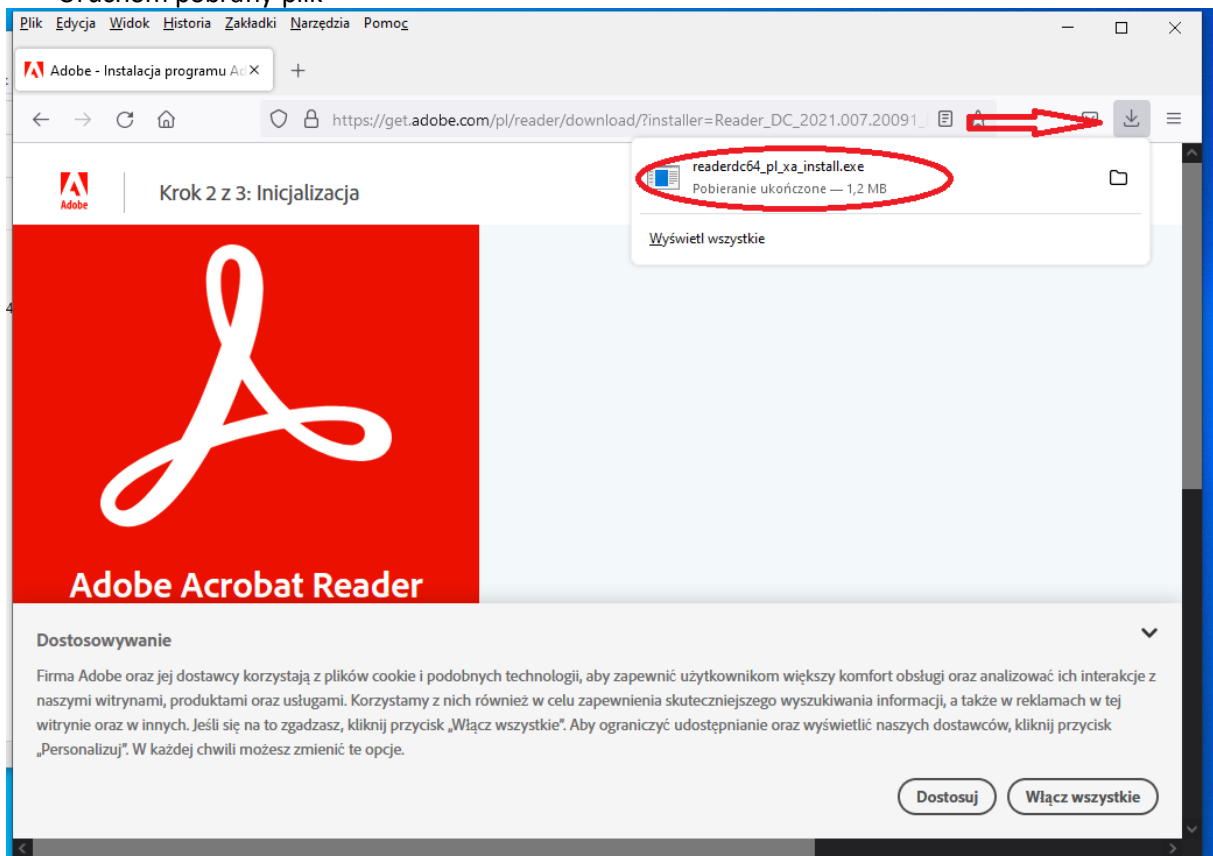 Uruchom pobrany plik
Plik Edycja Widok Historia Zakładki Narzędzia Pomoc
Adobe - Instalacja programu Ad
https://get.adobe.com/pl/reader/download/?installer=Reader_DC_2021.007.20091_
readerdc64_pl_xa_install.exe
Pobieranie ukończone — 1,2 MB
Wyświetl wszystkie
Adobe
Krok 2 z 3: Inicjalizacja
Adobe Acrobat Reader
Dostosowywanie
Firma Adobe oraz jej dostawcy korzystają z plików cookie i podobnych technologii, aby zapewnić użytkownikom większy komfort obsługi oraz analizować ich interakcje z
naszymi witrynami, produktami oraz usługami. Korzystamy z nich również w celu zapewnienia skuteczniejszego wyszukiwania informacji, a także w reklamach w tej
witrynie oraz w innych. Jeśli się na to zgadzasz, kliknij przycisk „Włącz wszystkie”. Aby ograniczyć udostępnianie oraz wyświetlić naszych dostawców, kliknij przycisk
„Personalizuj”. W każdej chwili możesz zmienić te opcje.
Dostosuj
Włącz wszystkie